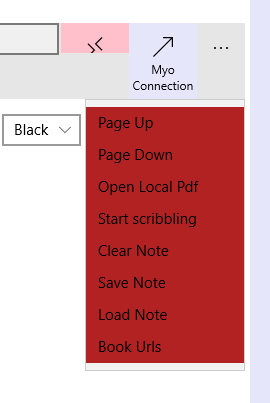 Myo
Connection
Black
Page Up
Page Down
Open Local Pdf
Start scribbling
Clear Note
Save Note
Load Note
Book Urls